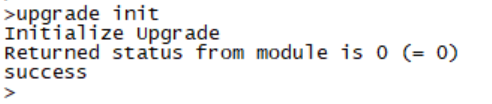 >upgrade init
Initialize Upgrade
Returned status from module is 0 (= 0)
success
>